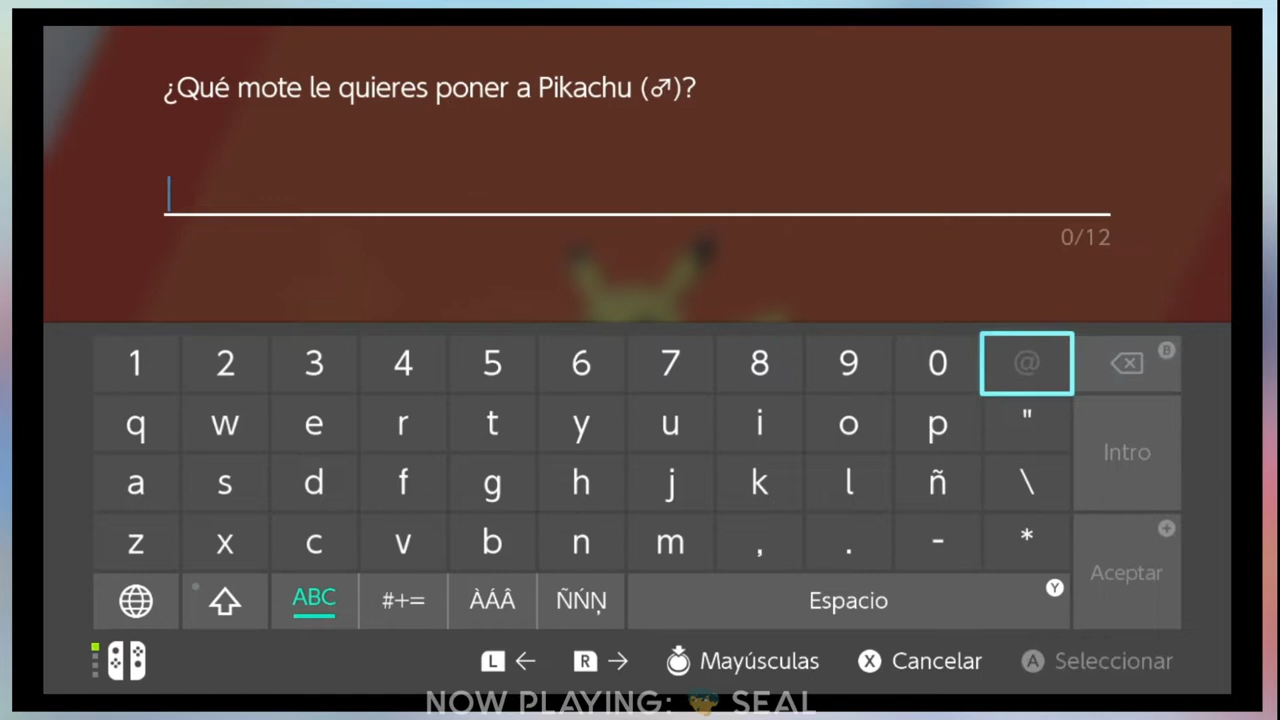 ¿Qué mote le quieres poner a Pikachu (♂)?
0/12
1 2 3 4 5 6 7 8 9 0 @ B
q w e r t y u i o p " Intro
a s d f g h j k l ñ \
z x c v b n m , . - * + Aceptar
ABC #+= ÀÁÂ ÑŃŅ Espacio Y
L ← R → Mayúsculas X Cancelar A Seleccionar
NOW PLAYING: SEAL